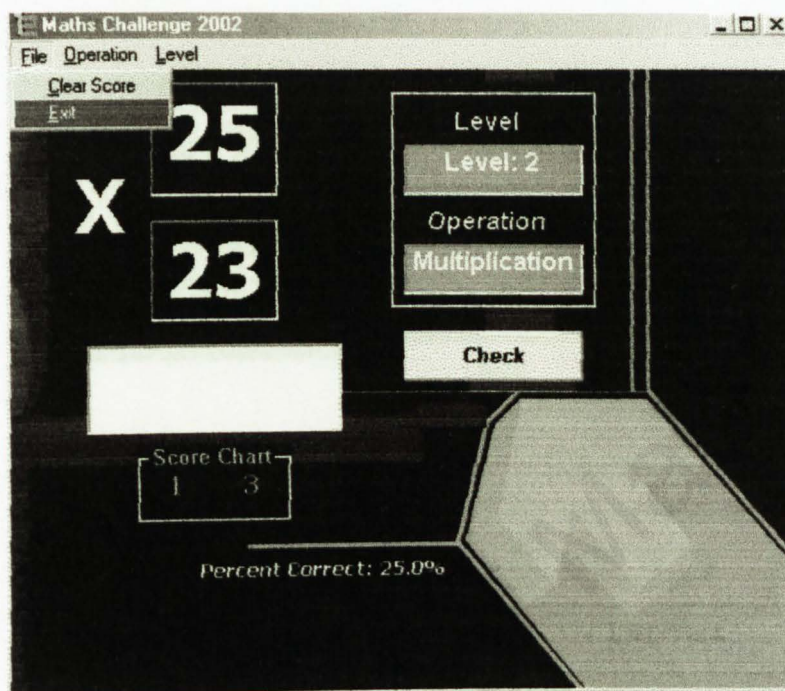 Maths Challenge 2002
File Operation Level
Clear Score
Exit
25
X
23
Level
Level: 2
Operation
Multiplication
Check
Score Chart
1 3
Percent Correct: 25.0%